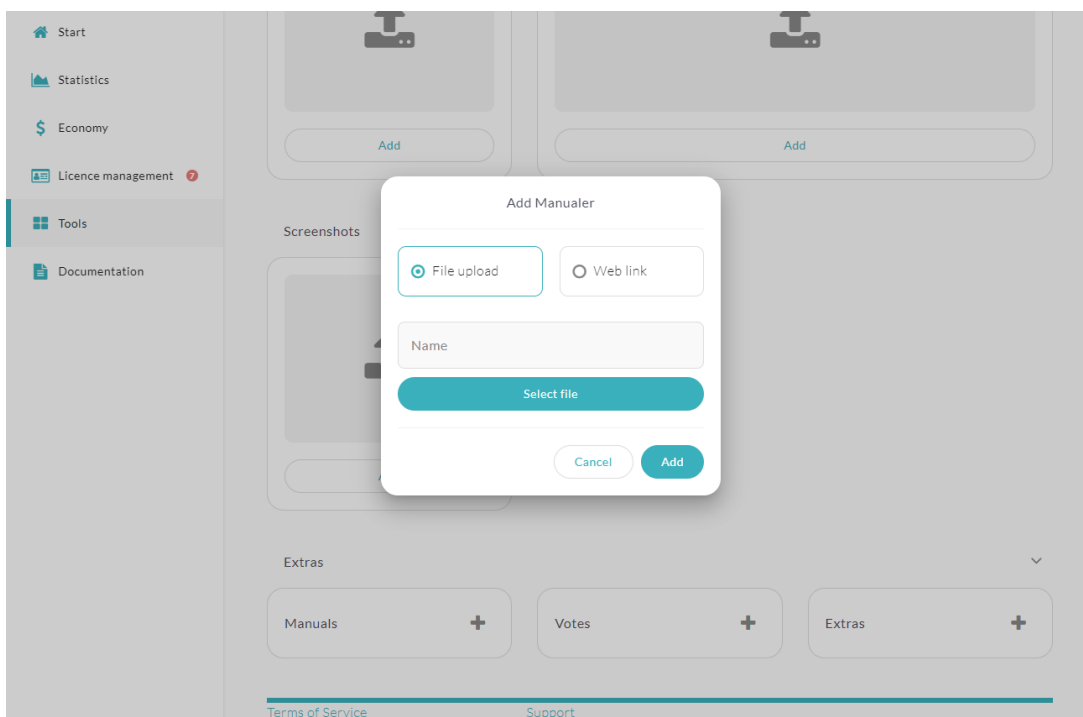 Start
Statistics
Economy
Licence management 7
Tools
Documentation
Add
Add
Screenshots
Add Manualer
File upload
Web link
Name
Select file
Cancel
Add
Extras
Manuals
Votes
Extras
Terms of Service
Support